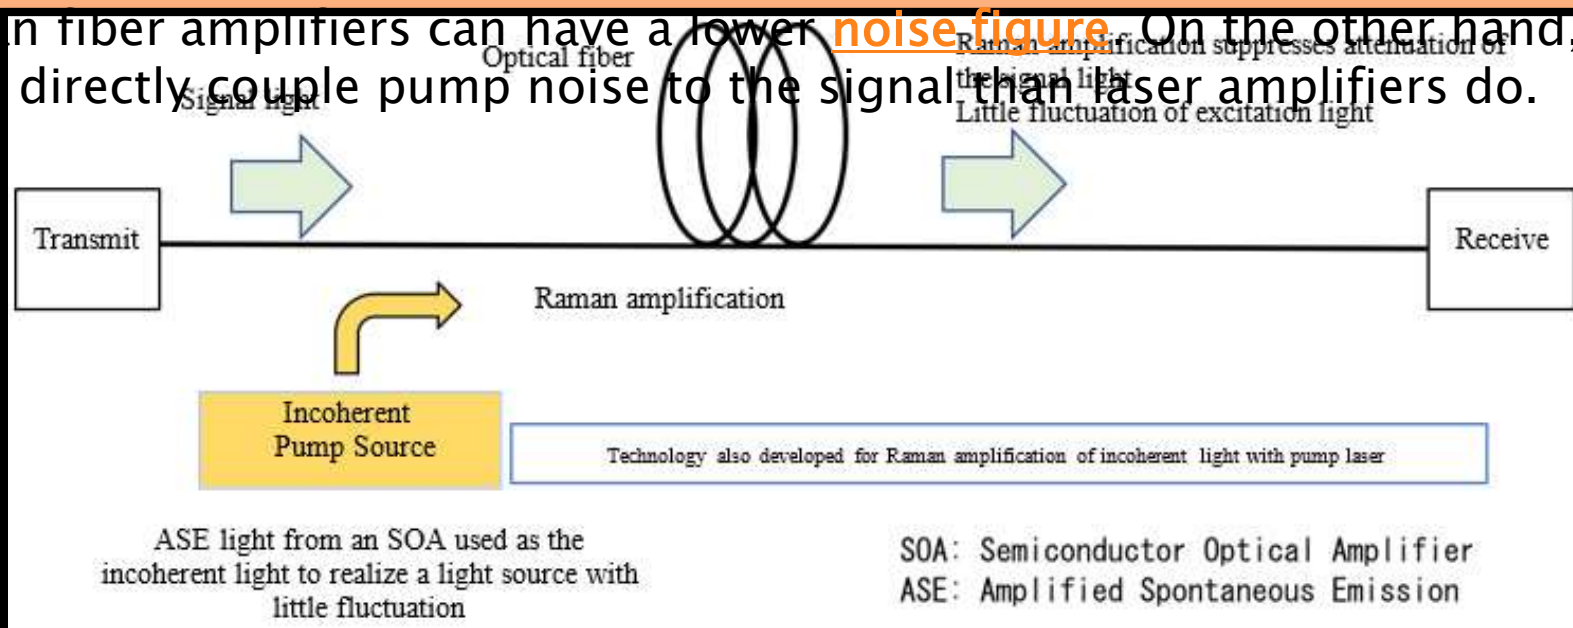 n fiber amplifiers can have a lower noise figure. On the other hand,
directly couple pump noise to the signal than laser amplifiers do.
Optical fiber
Signal light
Raman amplification suppresses attenuation of
the signal light
Little fluctuation of excitation light
Transmit
Receive
Raman amplification
Incoherent
Pump Source
Technology also developed for Raman amplification of incoherent light with pump laser
ASE light from an SOA used as the
incoherent light to realize a light source with
little fluctuation
SOA: Semiconductor Optical Amplifier
ASE: Amplified Spontaneous Emission